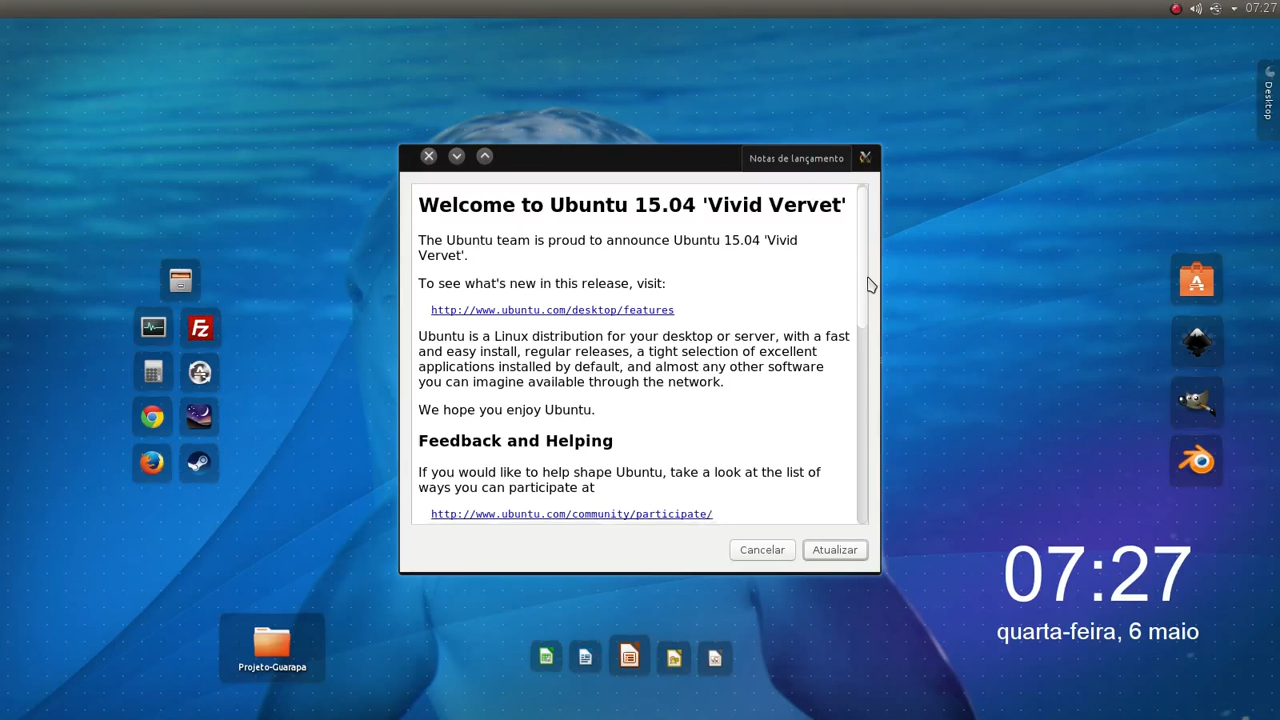 07:27
Desktop
Notas de lançamento
Welcome to Ubuntu 15.04 'Vivid Vervet'
The Ubuntu team is proud to announce Ubuntu 15.04 'Vivid
Vervet'.
To see what's new in this release, visit:
http://www.ubuntu.com/desktop/features
Ubuntu is a Linux distribution for your desktop or server, with a fast
and easy install, regular releases, a tight selection of excellent
applications installed by default, and almost any other software
you can imagine available through the network.
We hope you enjoy Ubuntu.
Feedback and Helping
If you would like to help shape Ubuntu, take a look at the list of
ways you can participate at
http://www.ubuntu.com/community/participate/
Cancelar
Atualizar
Fz
07:27
quarta-feira, 6 maio
Projeto-Guarapa